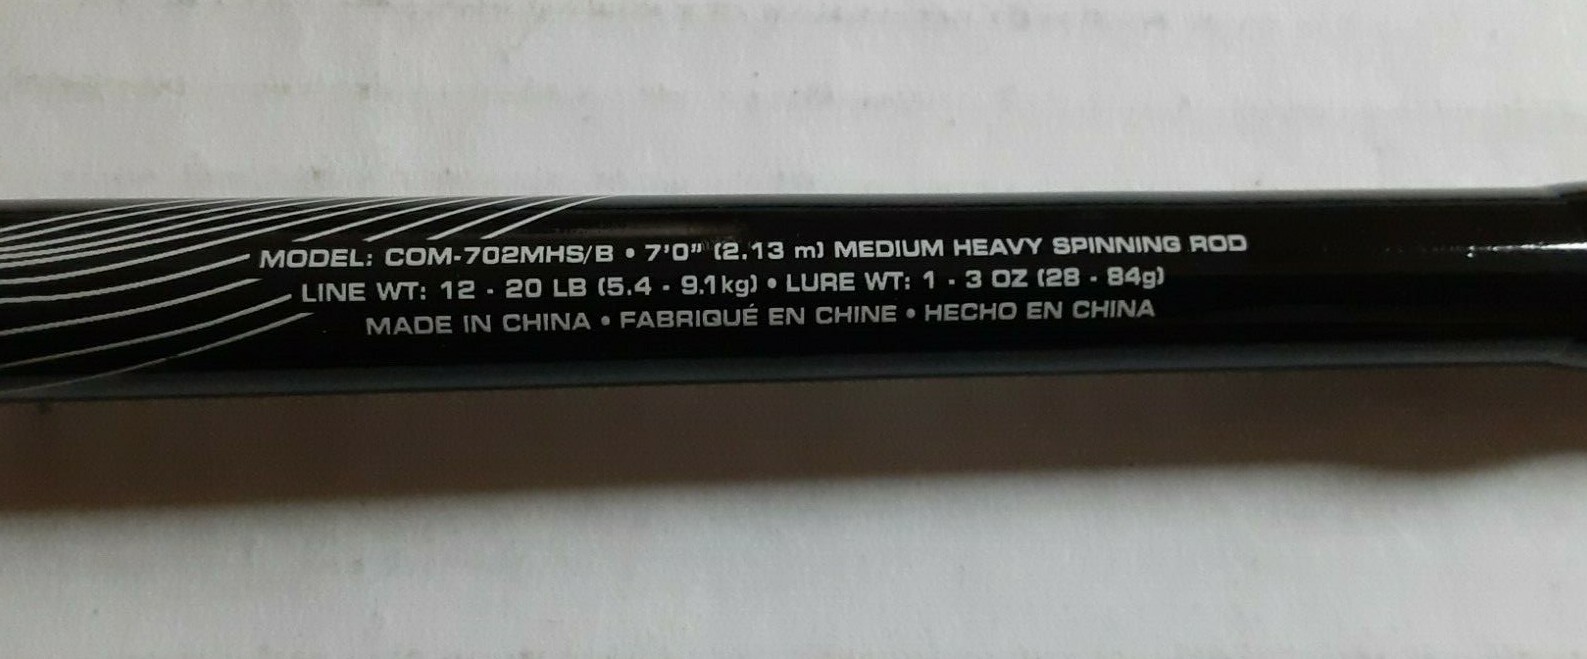 MODEL: COM-702MHS/B • 7'0" (2.13 m) MEDIUM HEAVY SPINNING ROD
LINE WT: 12 - 20 LB (5.4 - 9.1kg) • LURE WT: 1 - 3 OZ (28 - 84g)
MADE IN CHINA • FABRIQUÉ EN CHINE • HECHO EN CHINA